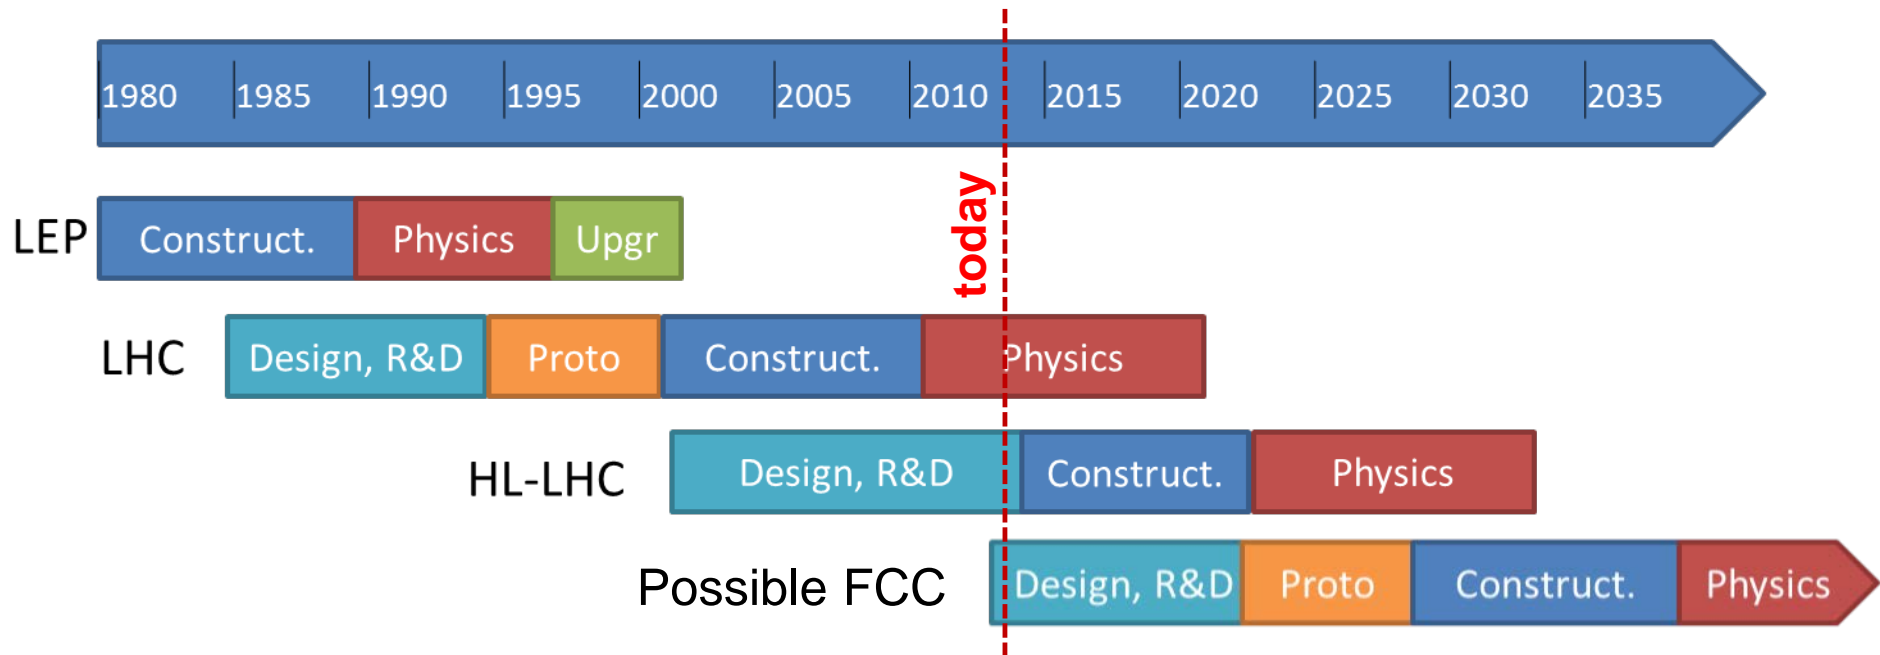 1980 1985 1990 1995 2000 2005 2010 2015 2020 2025 2030 2035
today
LEP Construct. Physics Upgr
LHC Design, R&D Proto Construct. Physics
HL-LHC Design, R&D Construct. Physics
Possible FCC Design, R&D Proto Construct. Physics